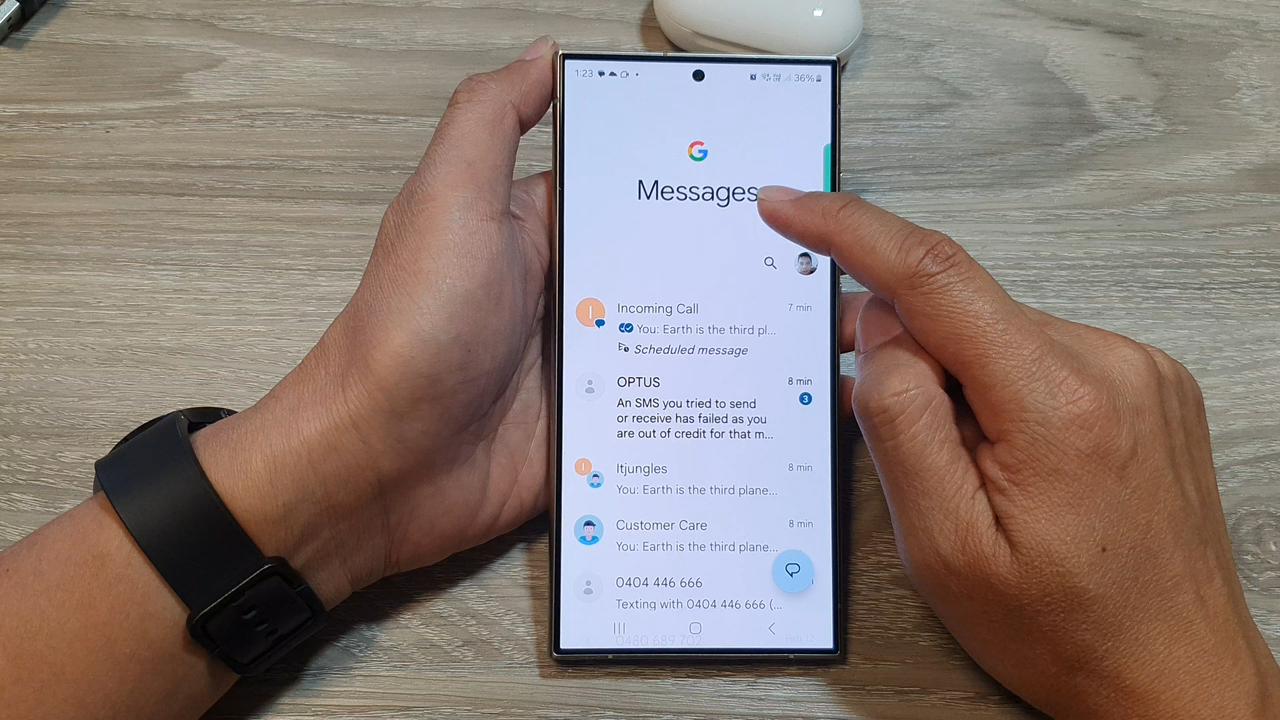 1:23
36%
G
Messages
Incoming Call 7 min
I You: Earth is the third pl...
Scheduled message
OPTUS 8 min
An SMS you tried to send 3
or receive has failed as you
are out of credit for that m...
Itjungles 8 min
I You: Earth is the third plane...
Customer Care 8 min
You: Earth is the third plane...
0404 446 666
Texting with 0404 446 666 (...
0480 689 702